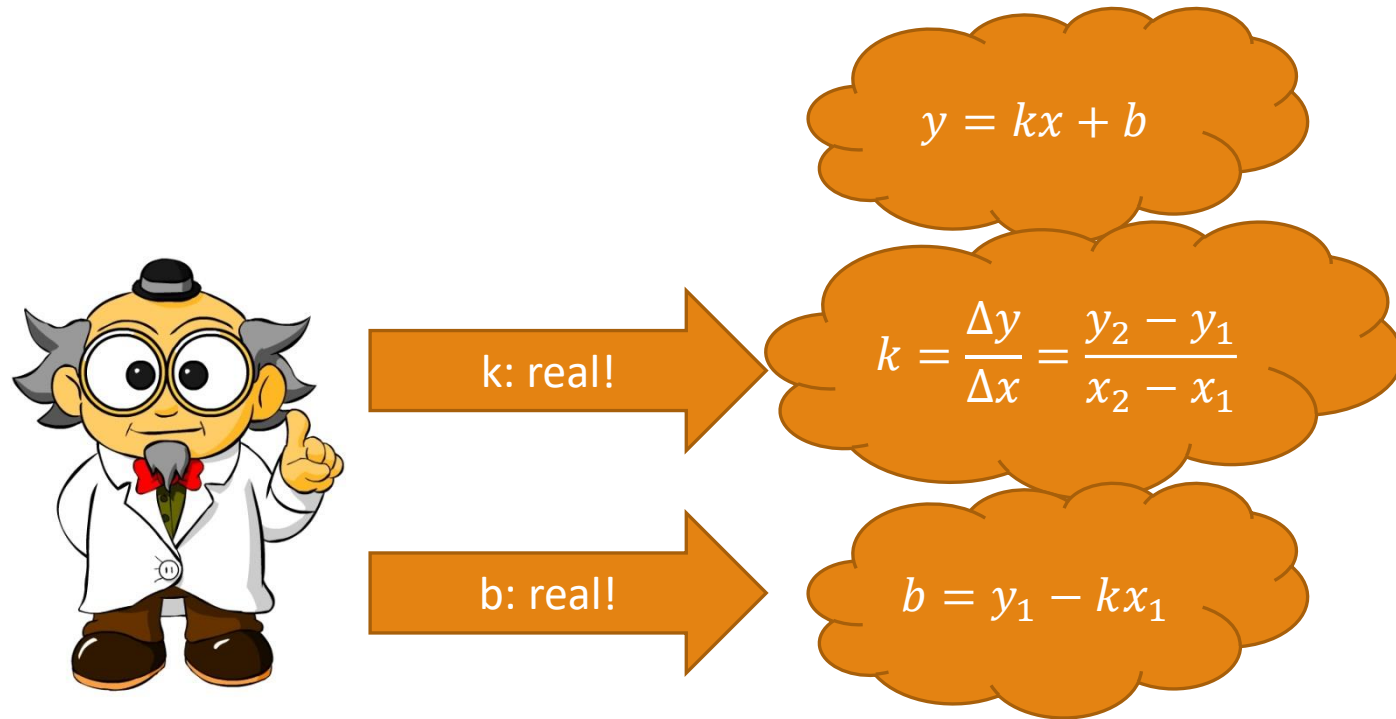 y = kx + b
k: real!
k = Δy/Δx = (y₂ − y₁)/(x₂ − x₁)
b: real!
b = y₁ − kx₁